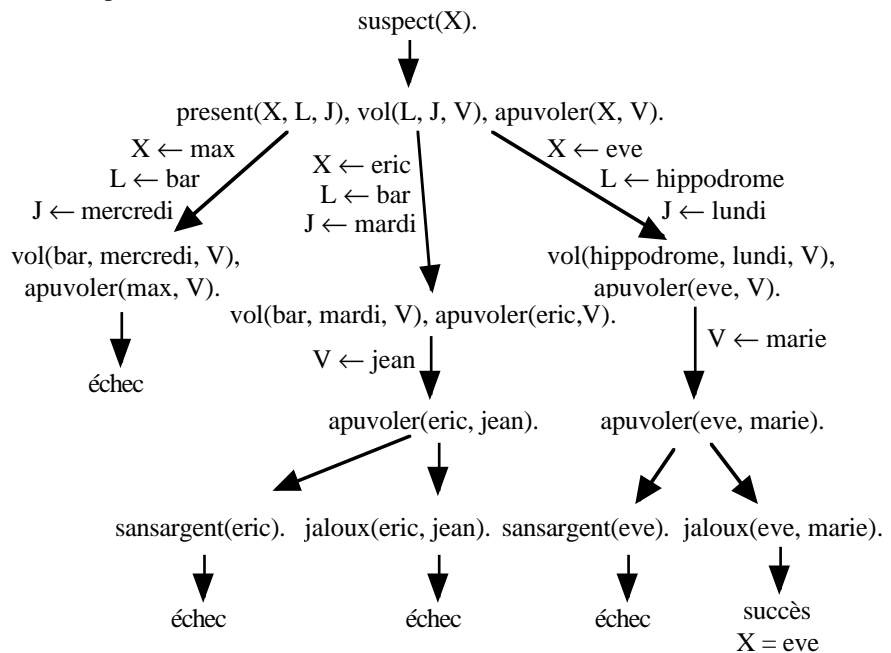 suspect(X).
present(X, L, J), vol(L, J, V), apuvoler(X, V).
X ← max
L ← bar
J ← mercredi
X ← eric
L ← bar
J ← mardi
X ← eve
L ← hippodrome
J ← lundi
vol(bar, mercredi, V),
apuvoler(max, V).
vol(bar, mardi, V), apuvoler(eric,V).
vol(hippodrome, lundi, V),
apuvoler(eve, V).
échec
V ← jean
V ← marie
apuvoler(eric, jean).
apuvoler(eve, marie).
sansargent(eric).
jaloux(eric, jean).
sansargent(eve).
jaloux(eve, marie).
échec
échec
échec
succès
X = eve